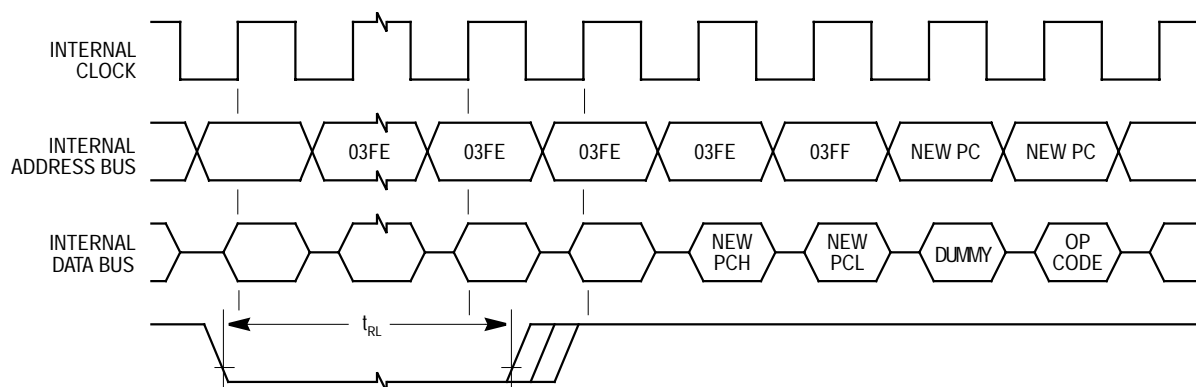 INTERNAL
CLOCK
INTERNAL
ADDRESS BUS
03FE
03FE
03FE
03FE
03FF
NEW PC
NEW PC
INTERNAL
DATA BUS
NEW
PCH
NEW
PCL
DUMMY
OP
CODE
tRL